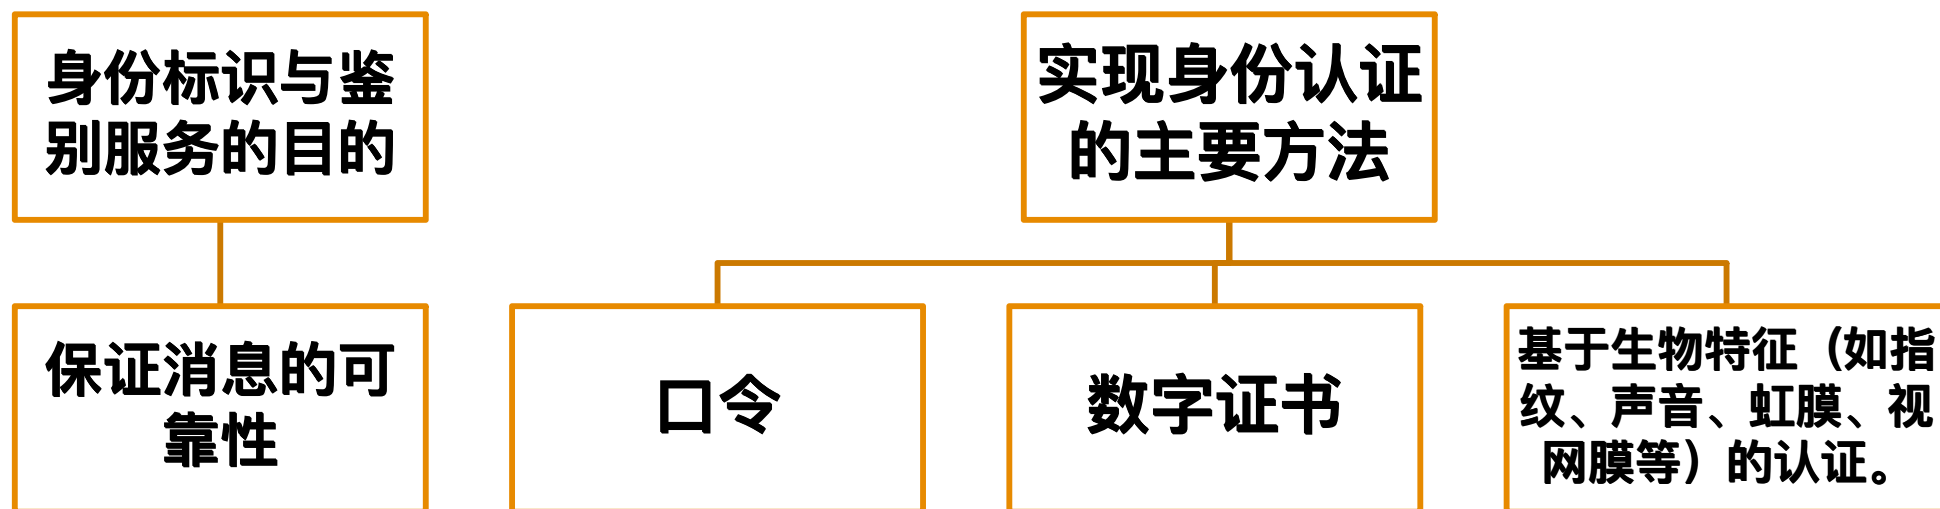 身份标识与鉴
别服务的目的
保证消息的可
靠性
实现身份认证
的主要方法
口令
数字证书
基于生物特征（如指
纹、声音、虹膜、视
网膜等）的认证。